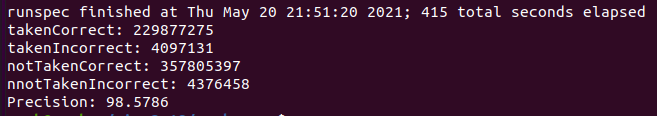 runspec finished at Thu May 20 21:51:20 2021; 415 total seconds elapsed
takenCorrect: 229877275
takenIncorrect: 4097131
notTakenCorrect: 357805397
nnotTakenIncorrect: 4376458
Precision: 98.5786